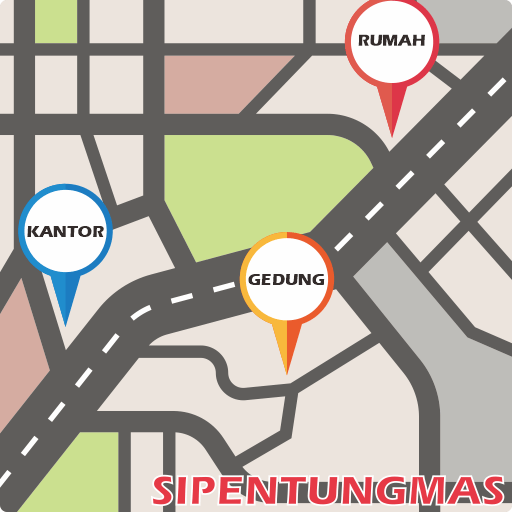 RUMAH
KANTOR
GEDUNG
SIPENTUNGMAS